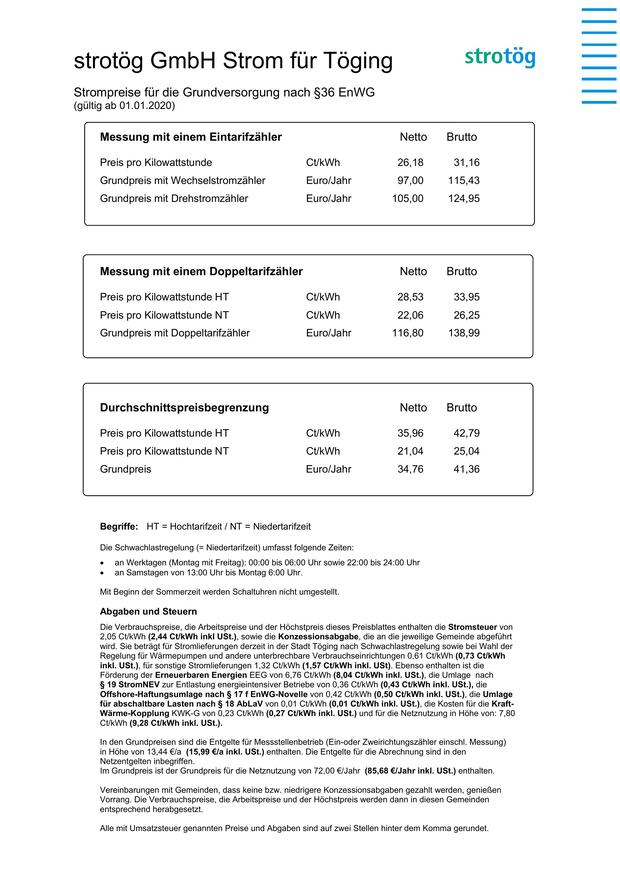 strotög GmbH Strom für Töging
strotög
Strompreise für die Grundversorgung nach §36 EnWG
(gültig ab 01.01.2020)
Messung mit einem Eintarifzähler Netto Brutto
Preis pro Kilowattstunde Ct/kWh 26,18 31,16
Grundpreis mit Wechselstromzähler Euro/Jahr 97,00 115,43
Grundpreis mit Drehstromzähler Euro/Jahr 105,00 124,95
Messung mit einem Doppeltarifzähler Netto Brutto
Preis pro Kilowattstunde HT Ct/kWh 28,53 33,95
Preis pro Kilowattstunde NT Ct/kWh 22,06 26,25
Grundpreis mit Doppeltarifzähler Euro/Jahr 116,80 138,99
Durchschnittspreisbegrenzung Netto Brutto
Preis pro Kilowattstunde HT Ct/kWh 35,96 42,79
Preis pro Kilowattstunde NT Ct/kWh 21,04 25,04
Grundpreis Euro/Jahr 34,76 41,36
Begriffe: HT = Hochtarifzeit / NT = Niedertarifzeit
Die Schwachlastregelung (= Niedertarifzeit) umfasst folgende Zeiten:
• an Werktagen (Montag mit Freitag): 00:00 bis 06:00 Uhr sowie 22:00 bis 24:00 Uhr
• an Samstagen von 13:00 Uhr bis Montag 6:00 Uhr.
Mit Beginn der Sommerzeit werden Schaltuhren nicht umgestellt.
Abgaben und Steuern
Die Verbrauchspreise, die Arbeitspreise und der Höchstpreis dieses Preisblattes enthalten die Stromsteuer von
2,05 Ct/kWh (2,44 Ct/kWh inkl USt.), sowie die Konzessionsabgabe, die an die jeweilige Gemeinde abgeführt
wird. Sie beträgt für Stromlieferungen derzeit in der Stadt Töging nach Schwachlastregelung sowie bei Wahl der
Regelung für Wärmepumpen und andere unterbrechbare Verbrauchseinrichtungen 0,61 Ct/kWh (0,73 Ct/kWh
inkl. USt.), für sonstige Stromlieferungen 1,32 Ct/kWh (1,57 Ct/kWh inkl. USt). Ebenso enthalten ist die
Förderung der Erneuerbaren Energien EEG von 6,76 Ct/kWh (8,04 Ct/kWh inkl. USt.), die Umlage nach
§ 19 StromNEV zur Entlastung energieintensiver Betriebe von 0,36 Ct/kWh (0,43 Ct/kWh inkl. USt.), die
Offshore-Haftungsumlage nach § 17 f EnWG-Novelle von 0,42 Ct/kWh (0,50 Ct/kWh inkl. USt.), die Umlage
für abschaltbare Lasten nach § 18 AbLaV von 0,01 Ct/kWh (0,01 Ct/kWh inkl. USt.), die Kosten für die Kraft-
Wärme-Kopplung KWK-G von 0,23 Ct/kWh (0,27 Ct/kWh inkl. USt.) und für die Netznutzung in Höhe von: 7,80
Ct/kWh (9,28 Ct/kWh inkl. USt.).
In den Grundpreisen sind die Entgelte für Messstellenbetrieb (Ein-oder Zweirichtungszähler einschl. Messung)
in Höhe von 13,44 €/a (15,99 €/a inkl. USt.) enthalten. Die Entgelte für die Abrechnung sind in den
Netzentgelten inbegriffen.
Im Grundpreis ist der Grundpreis für die Netznutzung von 72,00 €/Jahr (85,68 €/Jahr inkl. USt.) enthalten.
Vereinbarungen mit Gemeinden, dass keine bzw. niedrigere Konzessionsabgaben gezahlt werden, genießen
Vorrang. Die Verbrauchspreise, die Arbeitspreise und der Höchstpreis werden dann in diesen Gemeinden
entsprechend herabgesetzt.
Alle mit Umsatzsteuer genannten Preise und Abgaben sind auf zwei Stellen hinter dem Komma gerundet.